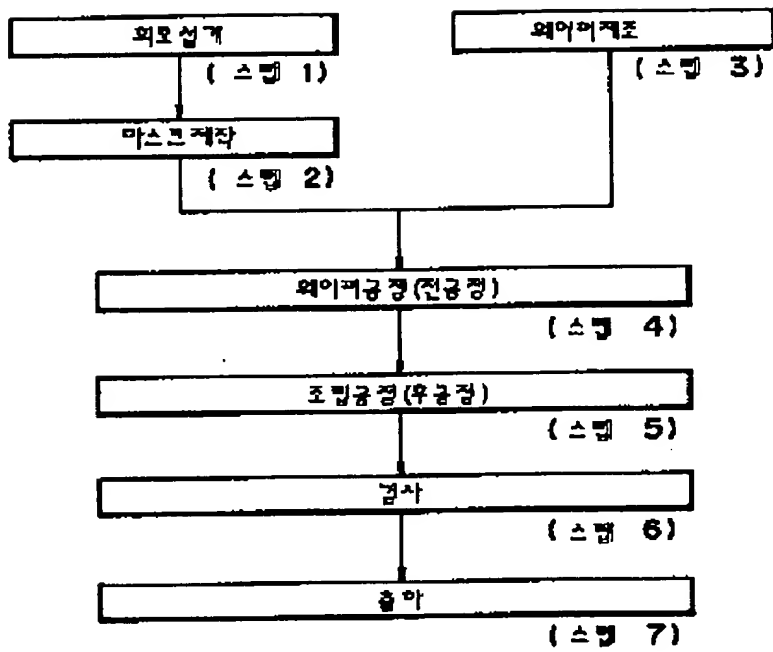 회로설계
(스텝 1)
웨이퍼제조
(스텝 3)
마스크제작
(스텝 2)
웨이퍼공정(전공정)
(스텝 4)
조립공정(후공정)
(스텝 5)
검사
(스텝 6)
출하
(스텝 7)